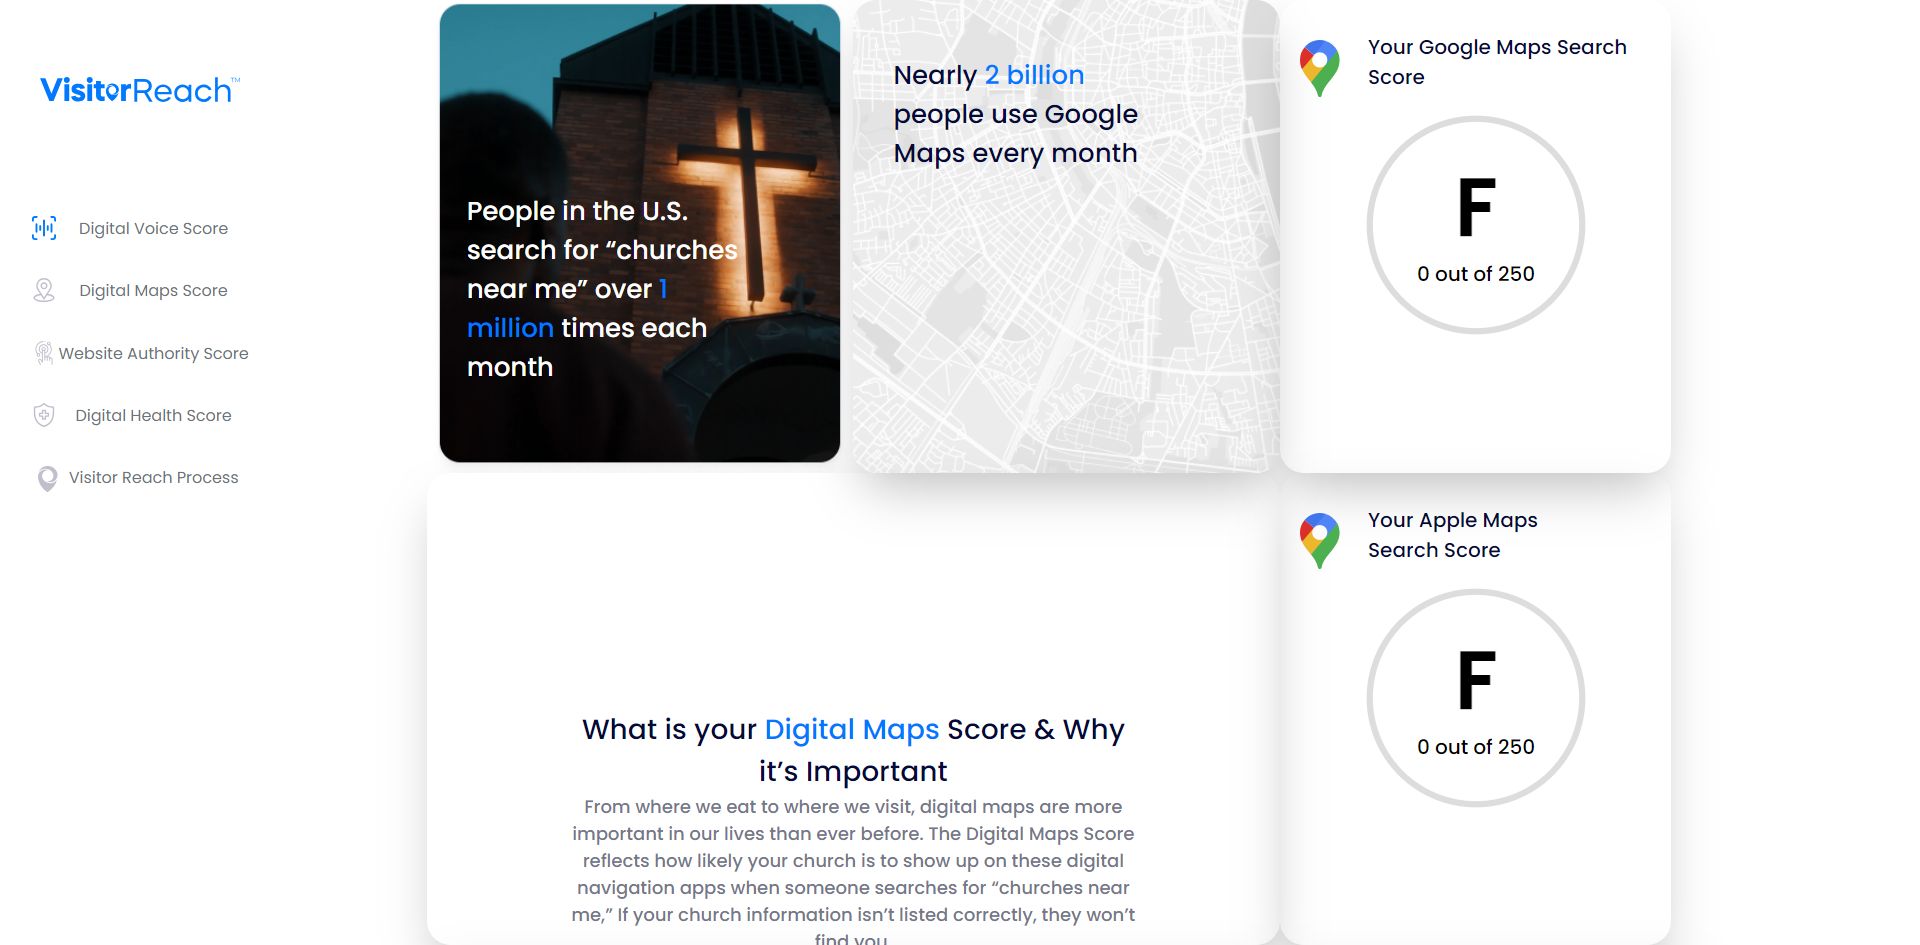 VisitorReach™
Digital Voice Score
Digital Maps Score
Website Authority Score
Digital Health Score
Visitor Reach Process
People in the U.S.
search for “churches
near me” over 1
million times each
month
Nearly 2 billion
people use Google
Maps every month
Your Google Maps Search
Score
F
0 out of 250
What is your Digital Maps Score & Why
it’s Important
From where we eat to where we visit, digital maps are more
important in our lives than ever before. The Digital Maps Score
reflects how likely your church is to show up on these digital
navigation apps when someone searches for “churches near
me,” If your church information isn’t listed correctly, they won’t
find you
Your Apple Maps
Search Score
F
0 out of 250